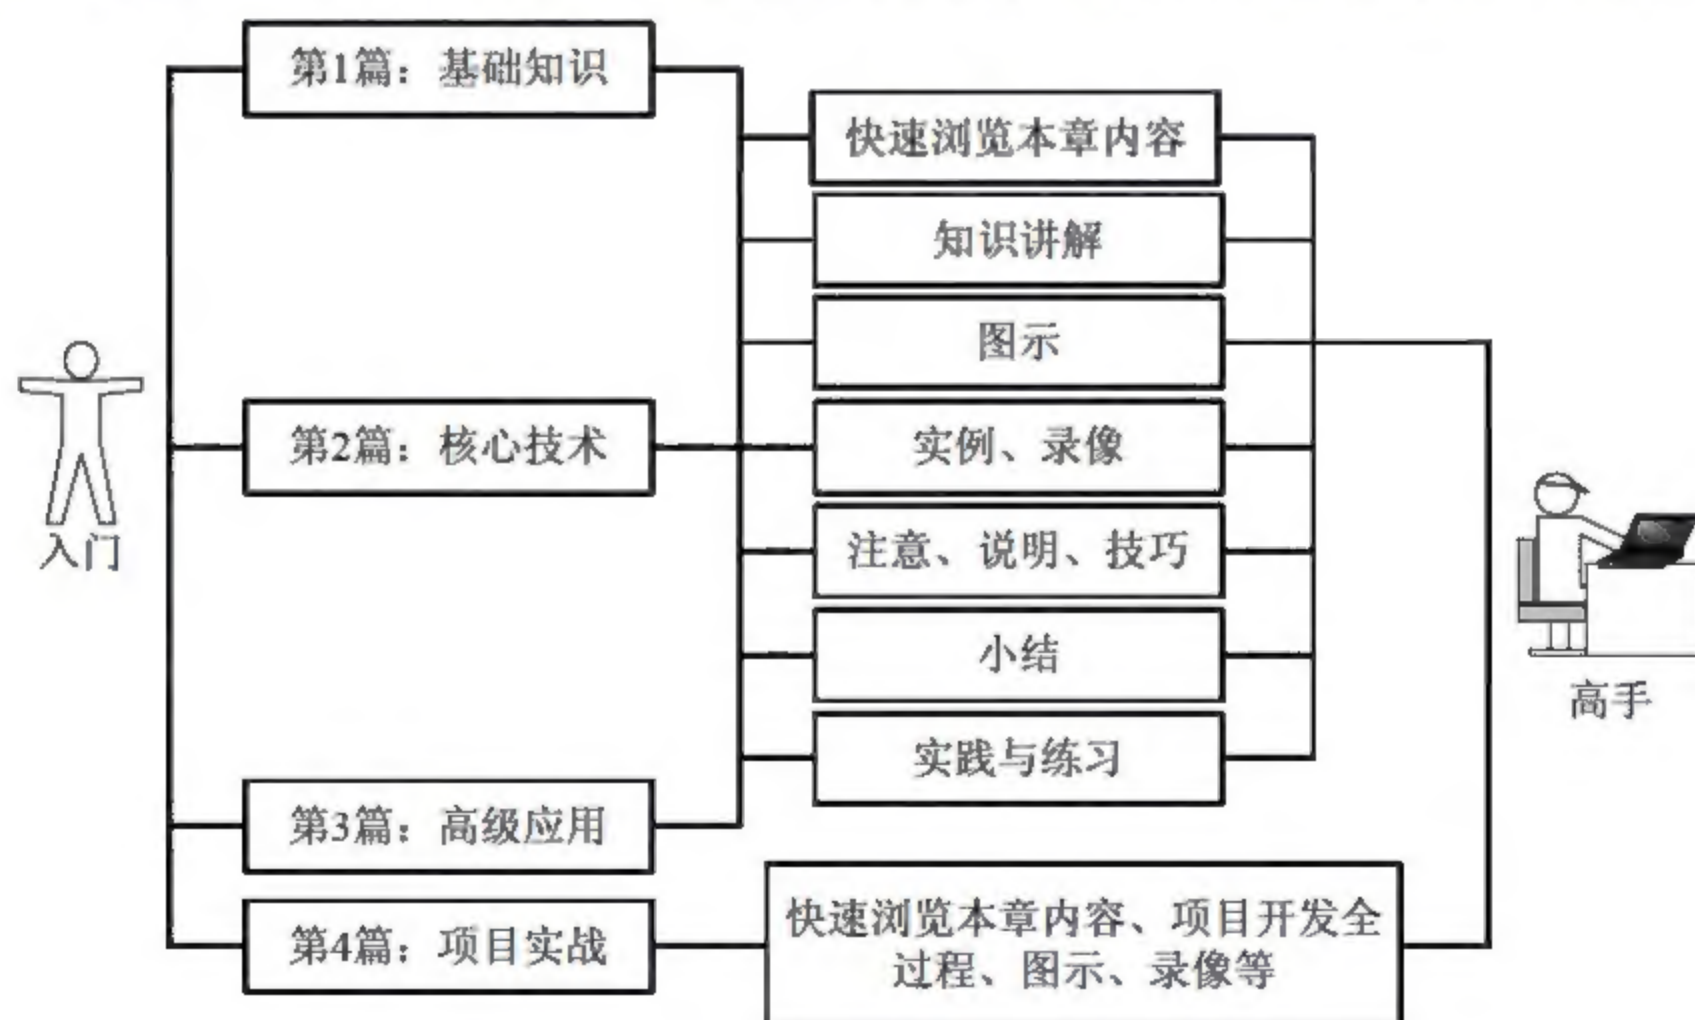 第1篇：基础知识
快速浏览本章内容
知识讲解
图示
入门
第2篇：核心技术
实例、录像
注意、说明、技巧
小结
实践与练习
高手
第3篇：高级应用
第4篇：项目实战
快速浏览本章内容、项目开发全
过程、图示、录像等